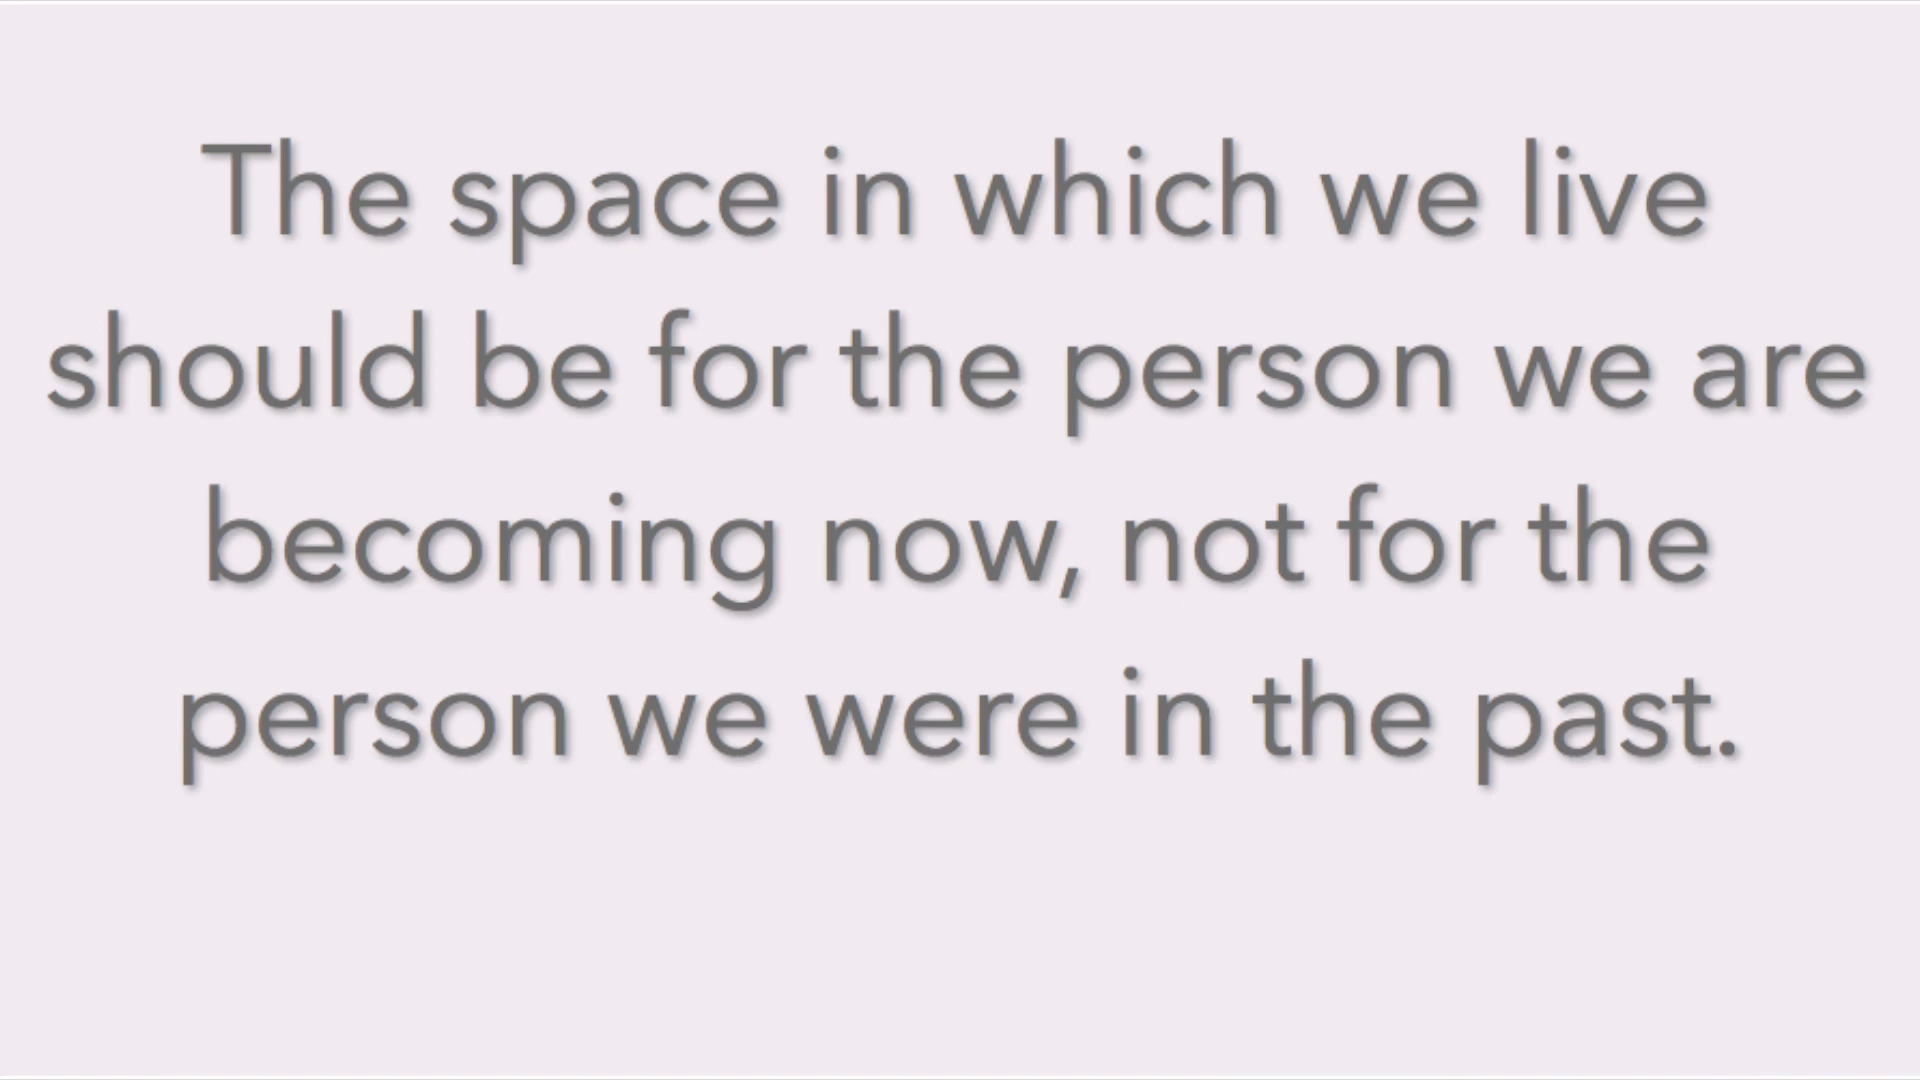 The space in which we live
should be for the person we are
becoming now, not for the
person we were in the past.